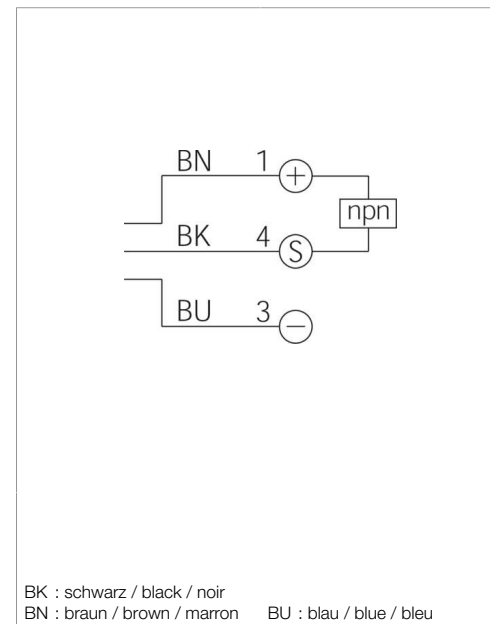 BN 1 +
npn
BK 4 S
BU 3 −
BK : schwarz / black / noir
BN : braun / brown / marron BU : blau / blue / bleu